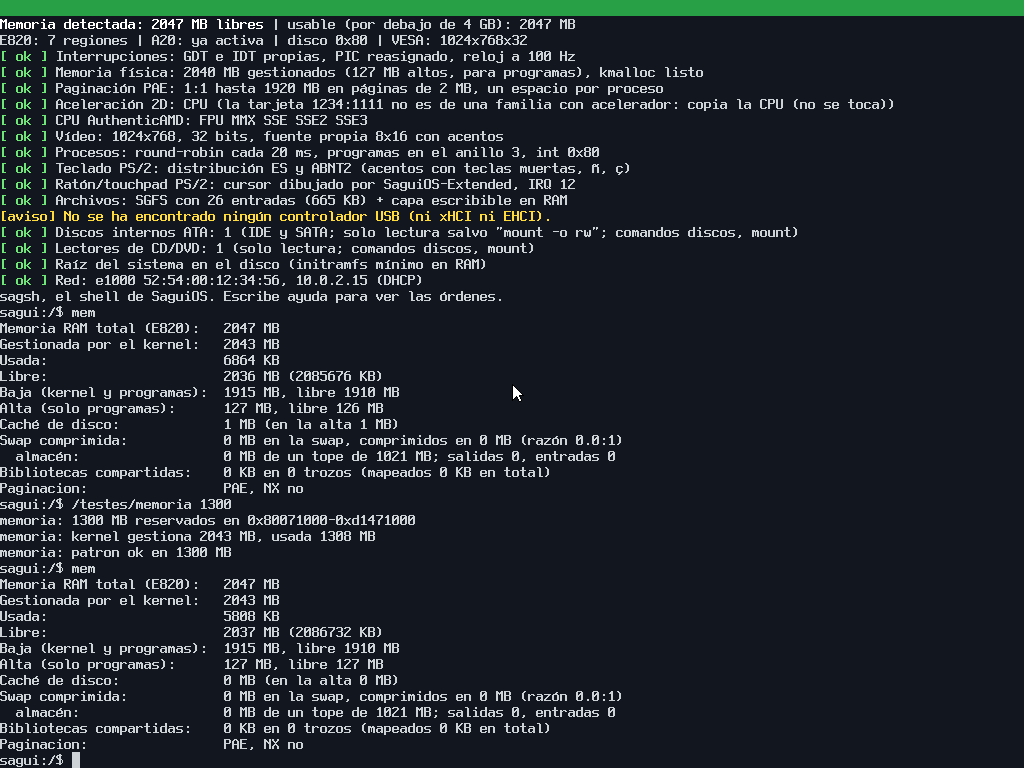 Memoria detectada: 2047 MB libres | usable (por debajo de 4 GB): 2047 MB
E820: 7 regiones | A20: ya activa | disco 0x80 | VESA: 1024x768x32
[ ok ] Interrupciones: GDT e IDT propias, PIC reasignado, reloj a 100 Hz
[ ok ] Memoria física: 2040 MB gestionados (127 MB altos, para programas), kmalloc listo
[ ok ] Paginación PAE: 1:1 hasta 1920 MB en páginas de 2 MB, un espacio por proceso
[ ok ] Aceleración 2D: CPU (la tarjeta 1234:1111 no es de una familia con acelerador: copia la CPU (no se toca))
[ ok ] CPU AuthenticAMD: FPU MMX SSE SSE2 SSE3
[ ok ] Vídeo: 1024x768, 32 bits, fuente propia 8x16 con acentos
[ ok ] Procesos: round-robin cada 20 ms, programas en el anillo 3, int 0x80
[ ok ] Teclado PS/2: distribución ES y ABNT2 (acentos con teclas muertas, ñ, ç)
[ ok ] Ratón/touchpad PS/2: cursor dibujado por SaguiOS-Extended, IRQ 12
[ ok ] Archivos: SGFS con 26 entradas (665 KB) + capa escribible en RAM
[aviso] No se ha encontrado ningún controlador USB (ni xHCI ni EHCI).
[ ok ] Discos internos ATA: 1 (IDE y SATA; solo lectura salvo "mount -o rw"; comandos discos, mount)
[ ok ] Lectores de CD/DVD: 1 (solo lectura; comandos discos, mount)
[ ok ] Raíz del sistema en el disco (initramfs mínimo en RAM)
[ ok ] Red: e1000 52:54:00:12:34:56, 10.0.2.15 (DHCP)
sagsh, el shell de SaguiOS. Escribe ayuda para ver las órdenes.
sagui:/$ mem
Memoria RAM total (E820):   2047 MB
Gestionada por el kernel:   2043 MB
Usada:                      6864 KB
Libre:                      2036 MB (2085676 KB)
Baja (kernel y programas):  1915 MB, libre 1910 MB
Alta (solo programas):      127 MB, libre 126 MB
Caché de disco:             1 MB (en la alta 1 MB)
Swap comprimida:            0 MB en la swap, comprimidos en 0 MB (razón 0.0:1)
  almacén:                  0 MB de un tope de 1021 MB; salidas 0, entradas 0
Bibliotecas compartidas:    0 KB en 0 trozos (mapeados 0 KB en total)
Paginacion:                 PAE, NX no
sagui:/$ /testes/memoria 1300
memoria: 1300 MB reservados en 0x80071000-0xd1471000
memoria: kernel gestiona 2043 MB, usada 1308 MB
memoria: patron ok en 1300 MB
sagui:/$ mem
Memoria RAM total (E820):   2047 MB
Gestionada por el kernel:   2043 MB
Usada:                      5808 KB
Libre:                      2037 MB (2086732 KB)
Baja (kernel y programas):  1915 MB, libre 1910 MB
Alta (solo programas):      127 MB, libre 127 MB
Caché de disco:             0 MB (en la alta 0 MB)
Swap comprimida:            0 MB en la swap, comprimidos en 0 MB (razón 0.0:1)
  almacén:                  0 MB de un tope de 1021 MB; salidas 0, entradas 0
Bibliotecas compartidas:    0 KB en 0 trozos (mapeados 0 KB en total)
Paginacion:                 PAE, NX no
sagui:/$